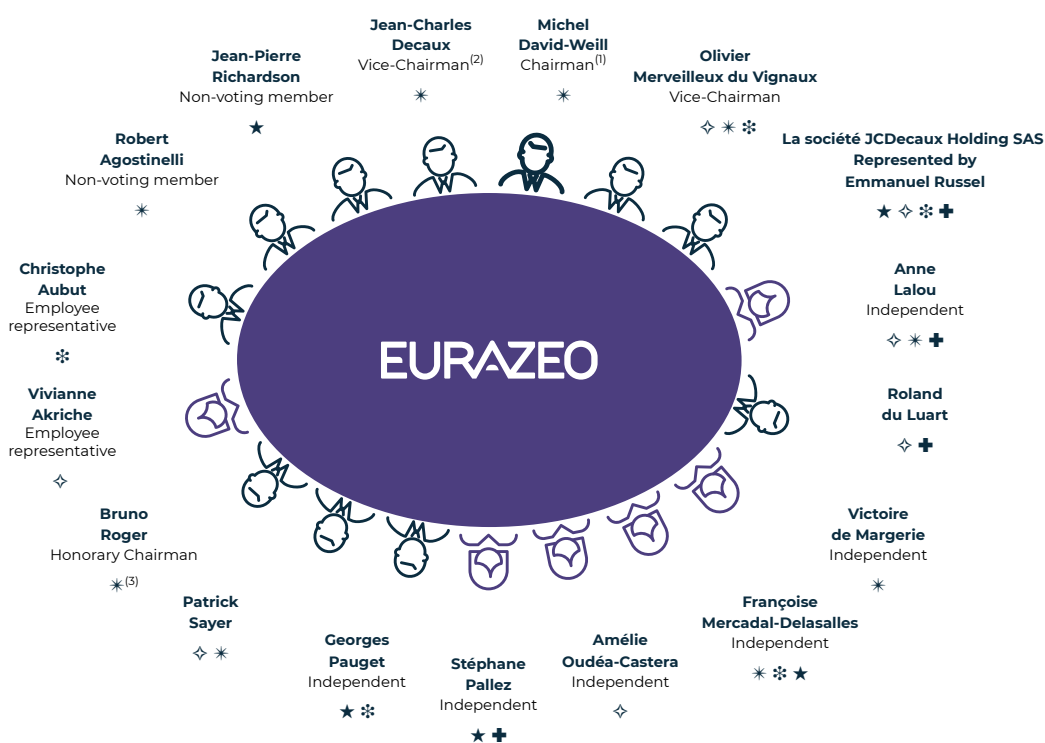 Jean-Charles
Decaux
Vice-Chairman(2)
✴
Michel
David-Weill
Chairman(1)
✴
Olivier
Merveilleux du Vignaux
Vice-Chairman
✧ ✴ ❇
La société JCDecaux Holding SAS
Represented by
Emmanuel Russel
★ ✧ ❇ ✚
Anne
Lalou
Independent
✧ ✴ ✚
Roland
du Luart
✧ ✚
Victoire
de Margerie
Independent
✴
Françoise
Mercadal-Delasalles
Independent
✴ ❇ ★
Amélie
Oudéa-Castera
Independent
✧
Stéphane
Pallez
Independent
★ ✚
Georges
Pauget
Independent
★ ❇
Patrick
Sayer
✧ ✴
Bruno
Roger
Honorary Chairman
✴(3)
Vivianne
Akriche
Employee
representative
✧
Christophe
Aubut
Employee
representative
❇
Robert
Agostinelli
Non-voting member
✴
Jean-Pierre
Richardson
Non-voting member
★
EURAZEO